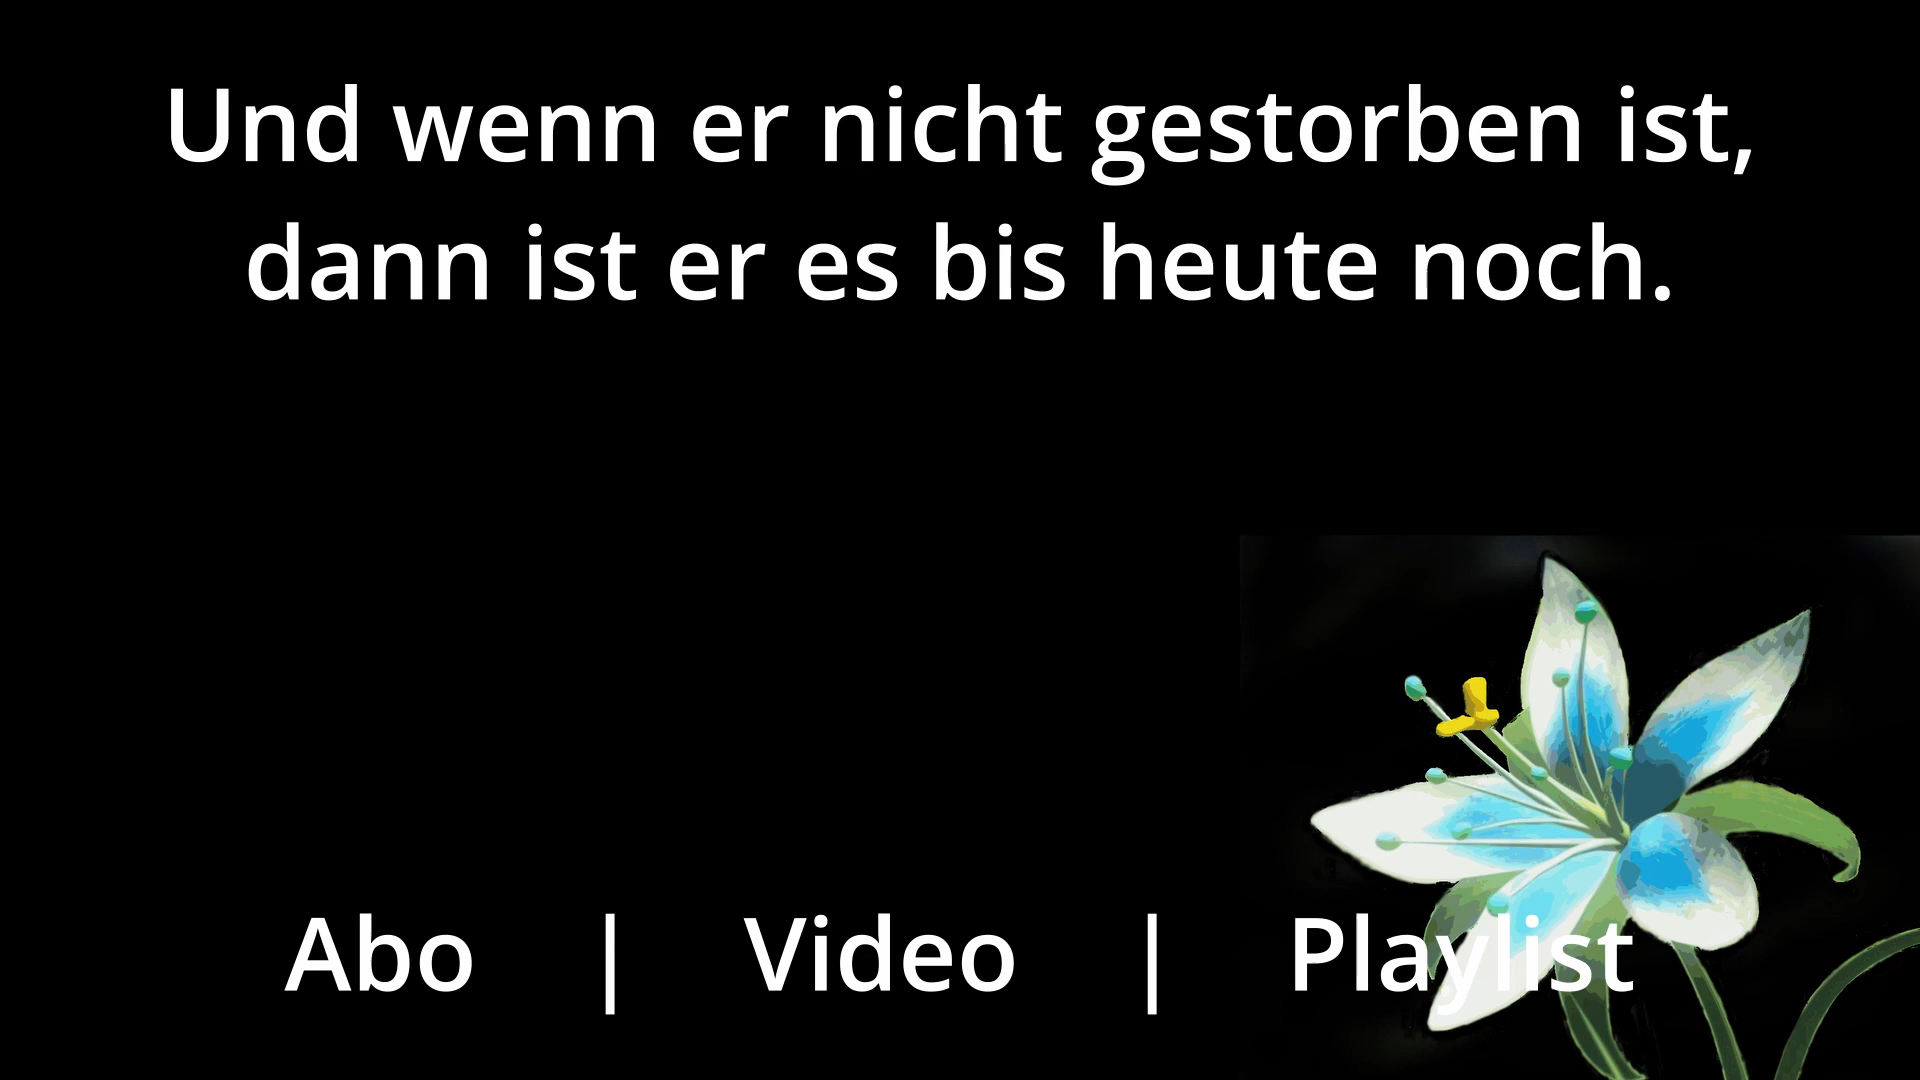 Und wenn er nicht gestorben ist,
dann ist er es bis heute noch.
Abo | Video | Playlist